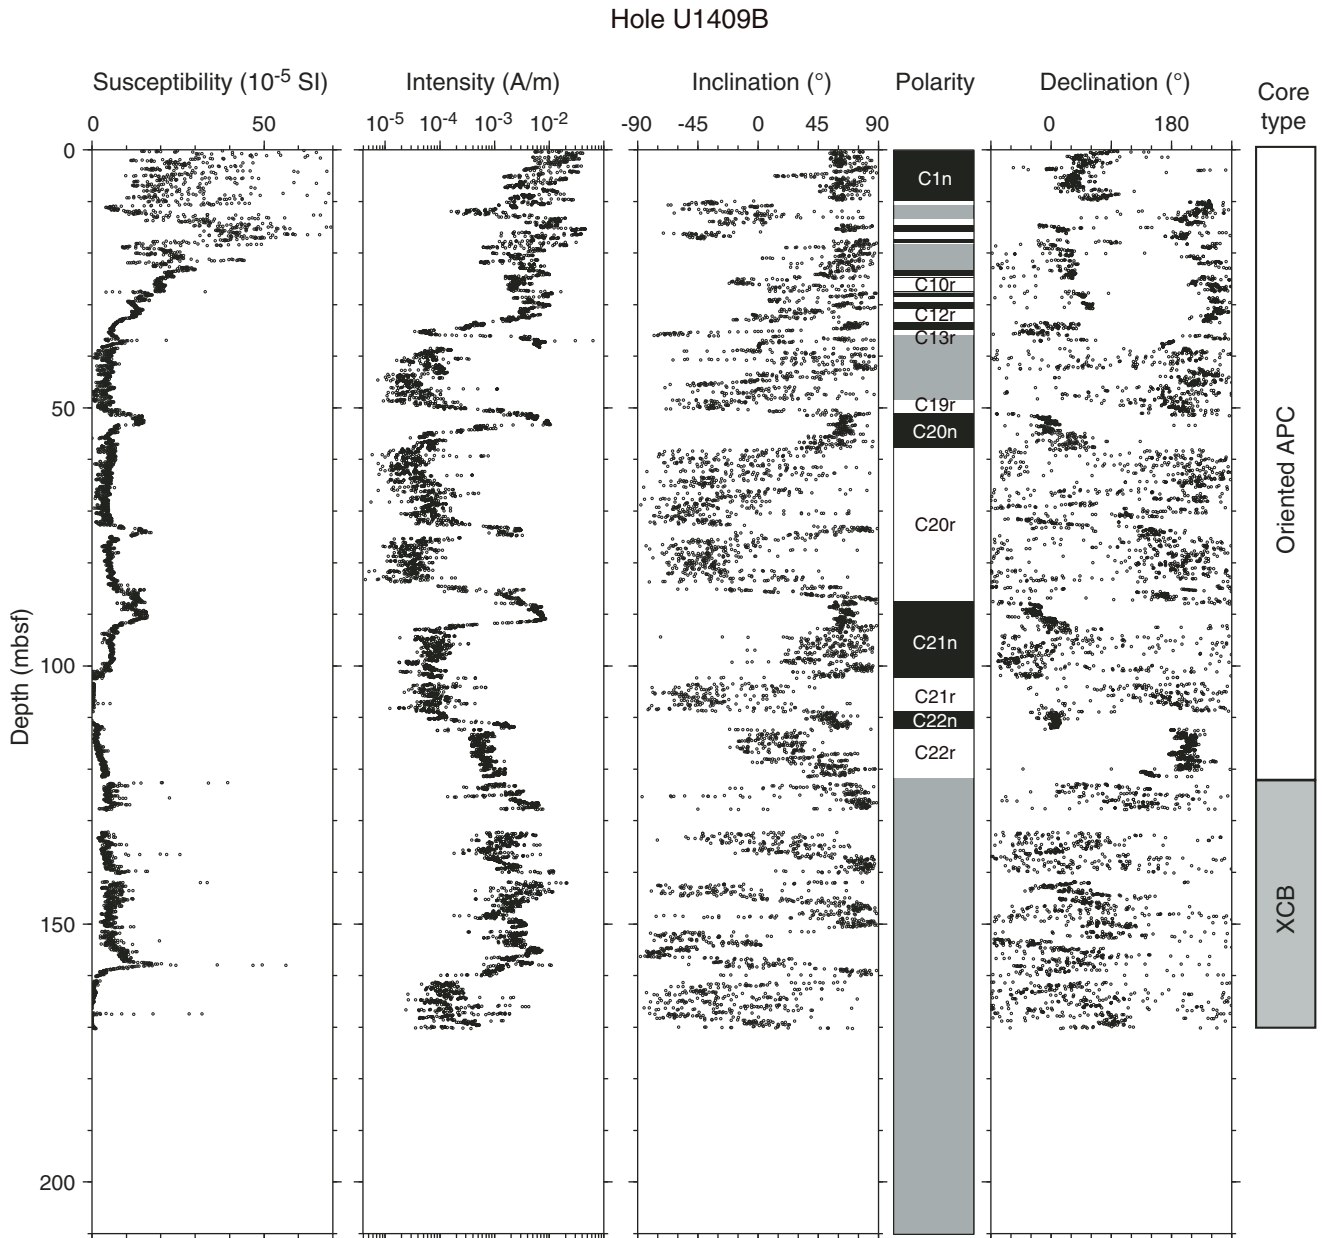 Hole U1409B
Susceptibility (10-5 SI)
Intensity (A/m)
Inclination (°)
Polarity
Declination (°)
Core
type
0 50
10-5 10-4 10-3 10-2
-90 -45 0 45 90
0 180
Depth (mbsf)
0
50
100
150
200
C1n
C10r
C12r
C13r
C19r
C20n
C20r
C21n
C21r
C22n
C22r
Oriented APC
XCB